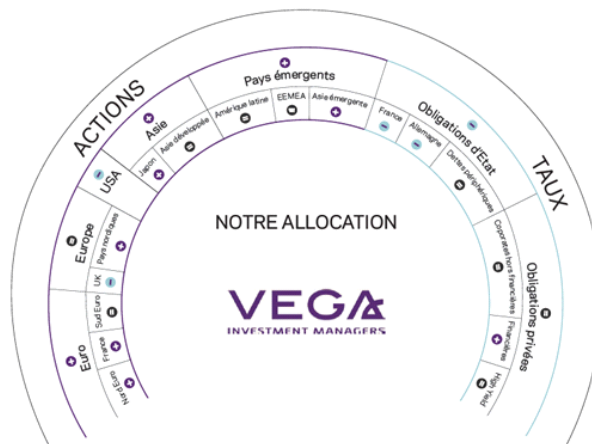 ACTIONS
TAUX
Euro
Europe
USA
Asie
Pays émergents
Obligations d'Etat
Obligations privées
Nord Euro
France
Sud Euro
UK
Pays nordiques
Japon
Asie développée
Amérique latine
EEMEA
Asie émergente
France
Allemagne
Dettes périphériques
Coporates hors financières
Financières
High Yield
NOTRE ALLOCATION
VEGA
INVESTMENT MANAGERS